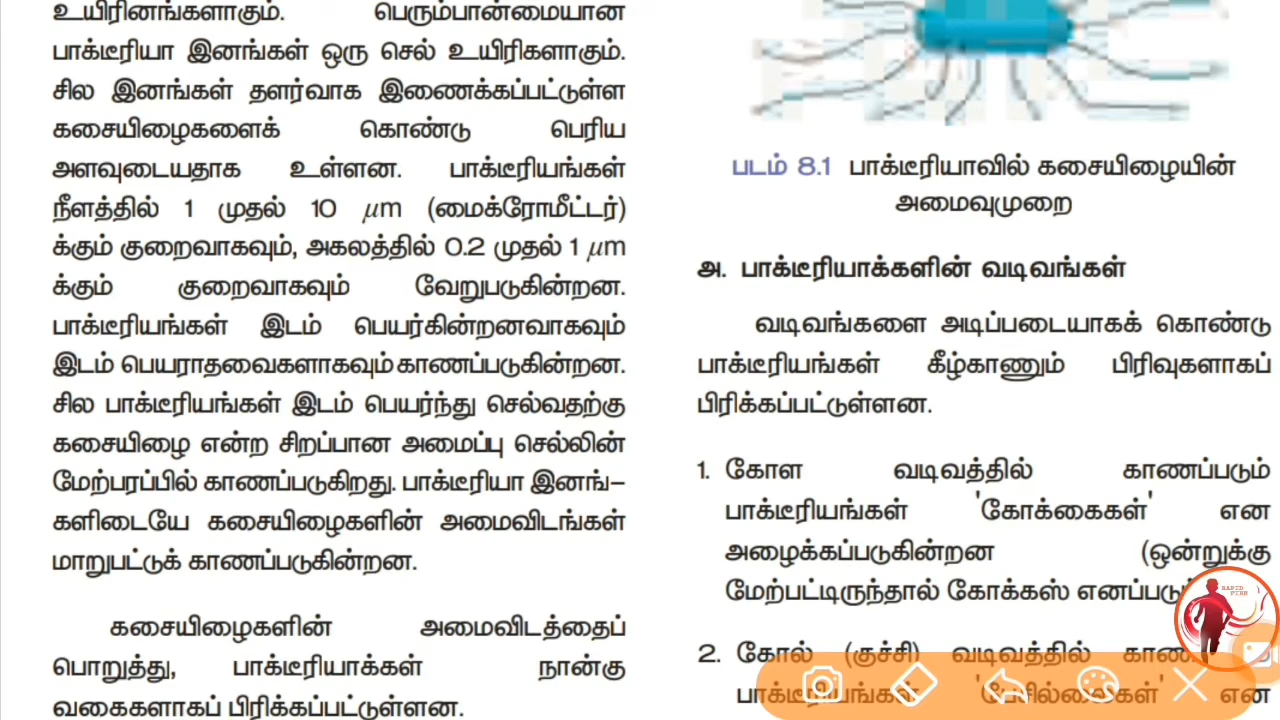 உயிரினங்களாகும். பெரும்பான்மையான
பாக்டீரியா இனங்கள் ஒரு செல் உயிரிகளாகும்.
சில இனங்கள் தளர்வாக இணைக்கப்பட்டுள்ள
கசையிழைகளைக் கொண்டு பெரிய
அளவுடையதாக உள்ளன. பாக்டீரியங்கள்
நீளத்தில் 1 முதல் 10 μm (மைக்ரோமீட்டர்)
க்கும் குறைவாகவும், அகலத்தில் 0.2 முதல் 1 μm
க்கும் குறைவாகவும் வேறுபடுகின்றன.
பாக்டீரியங்கள் இடம் பெயர்கின்றனவாகவும்
இடம் பெயராதவைகளாகவும் காணப்படுகின்றன.
சில பாக்டீரியங்கள் இடம் பெயர்ந்து செல்வதற்கு
கசையிழை என்ற சிறப்பான அமைப்பு செல்லின்
மேற்பரப்பில் காணப்படுகிறது. பாக்டீரியா இனங்-
களிடையே கசையிழைகளின் அமைவிடங்கள்
மாறுபட்டுக் காணப்படுகின்றன.
கசையிழைகளின் அமைவிடத்தைப்
பொறுத்து, பாக்டீரியாக்கள் நான்கு
வகைகளாகப் பிரிக்கப்பட்டுள்ளன.
படம் 8.1 பாக்டீரியாவில் கசையிழையின்
அமைவுமுறை
அ. பாக்டீரியாக்களின் வடிவங்கள்
வடிவங்களை அடிப்படையாகக் கொண்டு
பாக்டீரியங்கள் கீழ்காணும் பிரிவுகளாகப்
பிரிக்கப்பட்டுள்ளன.
1. கோள வடிவத்தில் காணப்படும்
பாக்டீரியங்கள் 'கோக்கைகள்' என
அழைக்கப்படுகின்றன (ஒன்றுக்கு
மேற்பட்டிருந்தால் கோக்கஸ்
2. கோல் (குச்சி) வடிவத்தில்
பாக்டீரியங்கள் 'பேசில்லைகள்' என
RAPID
FIRE